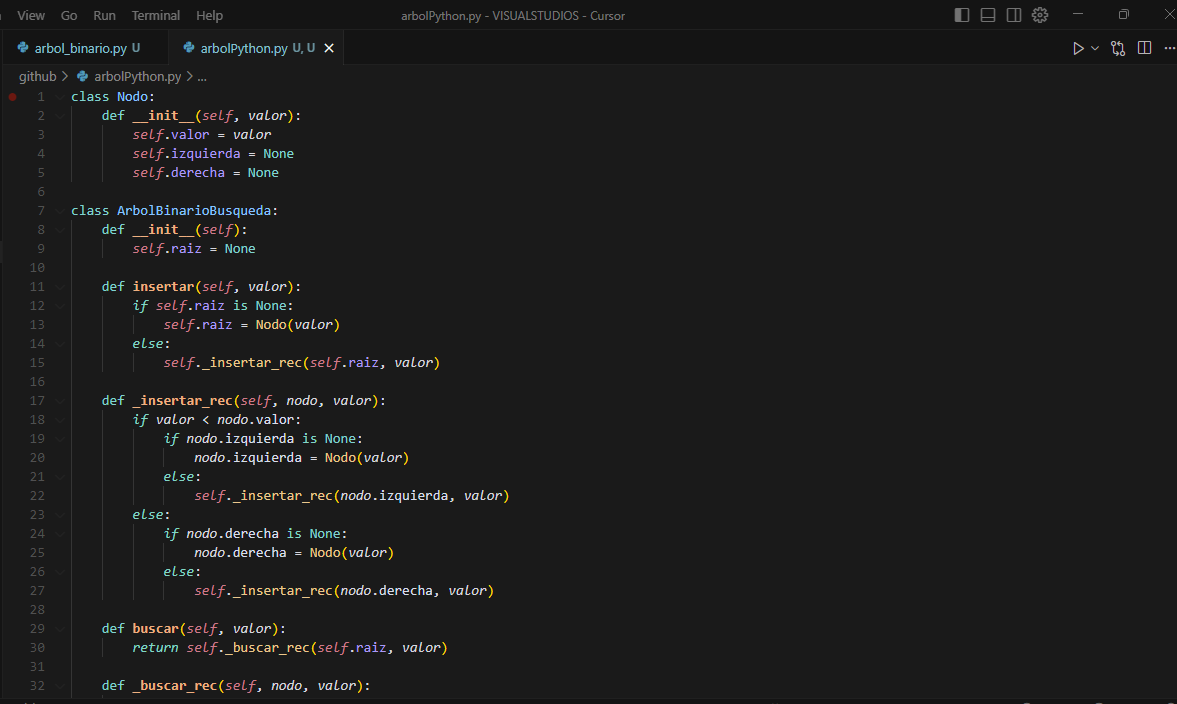 View Go Run Terminal Help arbolPython.py - VISUALSTUDIOS - Cursor
arbol_binario.py U arbolPython.py U, U
github > arbolPython.py > ...
1 class Nodo:
2     def __init__(self, valor):
3         self.valor = valor
4         self.izquierda = None
5         self.derecha = None
6
7 class ArbolBinarioBusqueda:
8     def __init__(self):
9         self.raiz = None
10
11     def insertar(self, valor):
12         if self.raiz is None:
13             self.raiz = Nodo(valor)
14         else:
15             self._insertar_rec(self.raiz, valor)
16
17     def _insertar_rec(self, nodo, valor):
18         if valor < nodo.valor:
19             if nodo.izquierda is None:
20                 nodo.izquierda = Nodo(valor)
21             else:
22                 self._insertar_rec(nodo.izquierda, valor)
23         else:
24             if nodo.derecha is None:
25                 nodo.derecha = Nodo(valor)
26             else:
27                 self._insertar_rec(nodo.derecha, valor)
28
29     def buscar(self, valor):
30         return self._buscar_rec(self.raiz, valor)
31
32     def _buscar_rec(self, nodo, valor):